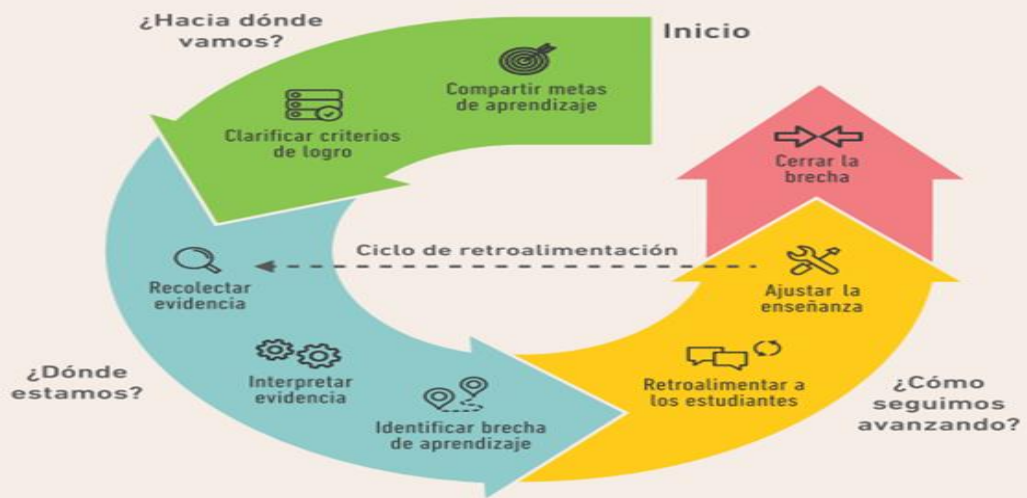 ¿Hacia dónde
vamos?
Inicio
Compartir metas
de aprendizaje
Clarificar criterios
de logro
Cerrar la
brecha
Ciclo de retroalimentación
Recolectar
evidencia
Ajustar la
enseñanza
¿Dónde
estamos?
Interpretar
evidencia
Identificar brecha
de aprendizaje
Retroalimentar a
los estudiantes
¿Cómo
seguimos
avanzando?